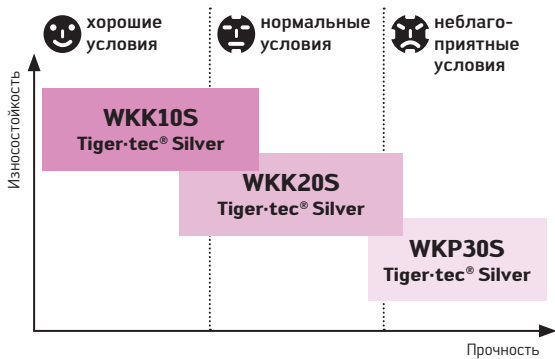 хорошие
условия
нормальные
условия
неблаго-
приятные
условия
Износостойкость
WKK10S
Tiger·tec® Silver
WKK20S
Tiger·tec® Silver
WKP30S
Tiger·tec® Silver
Прочность